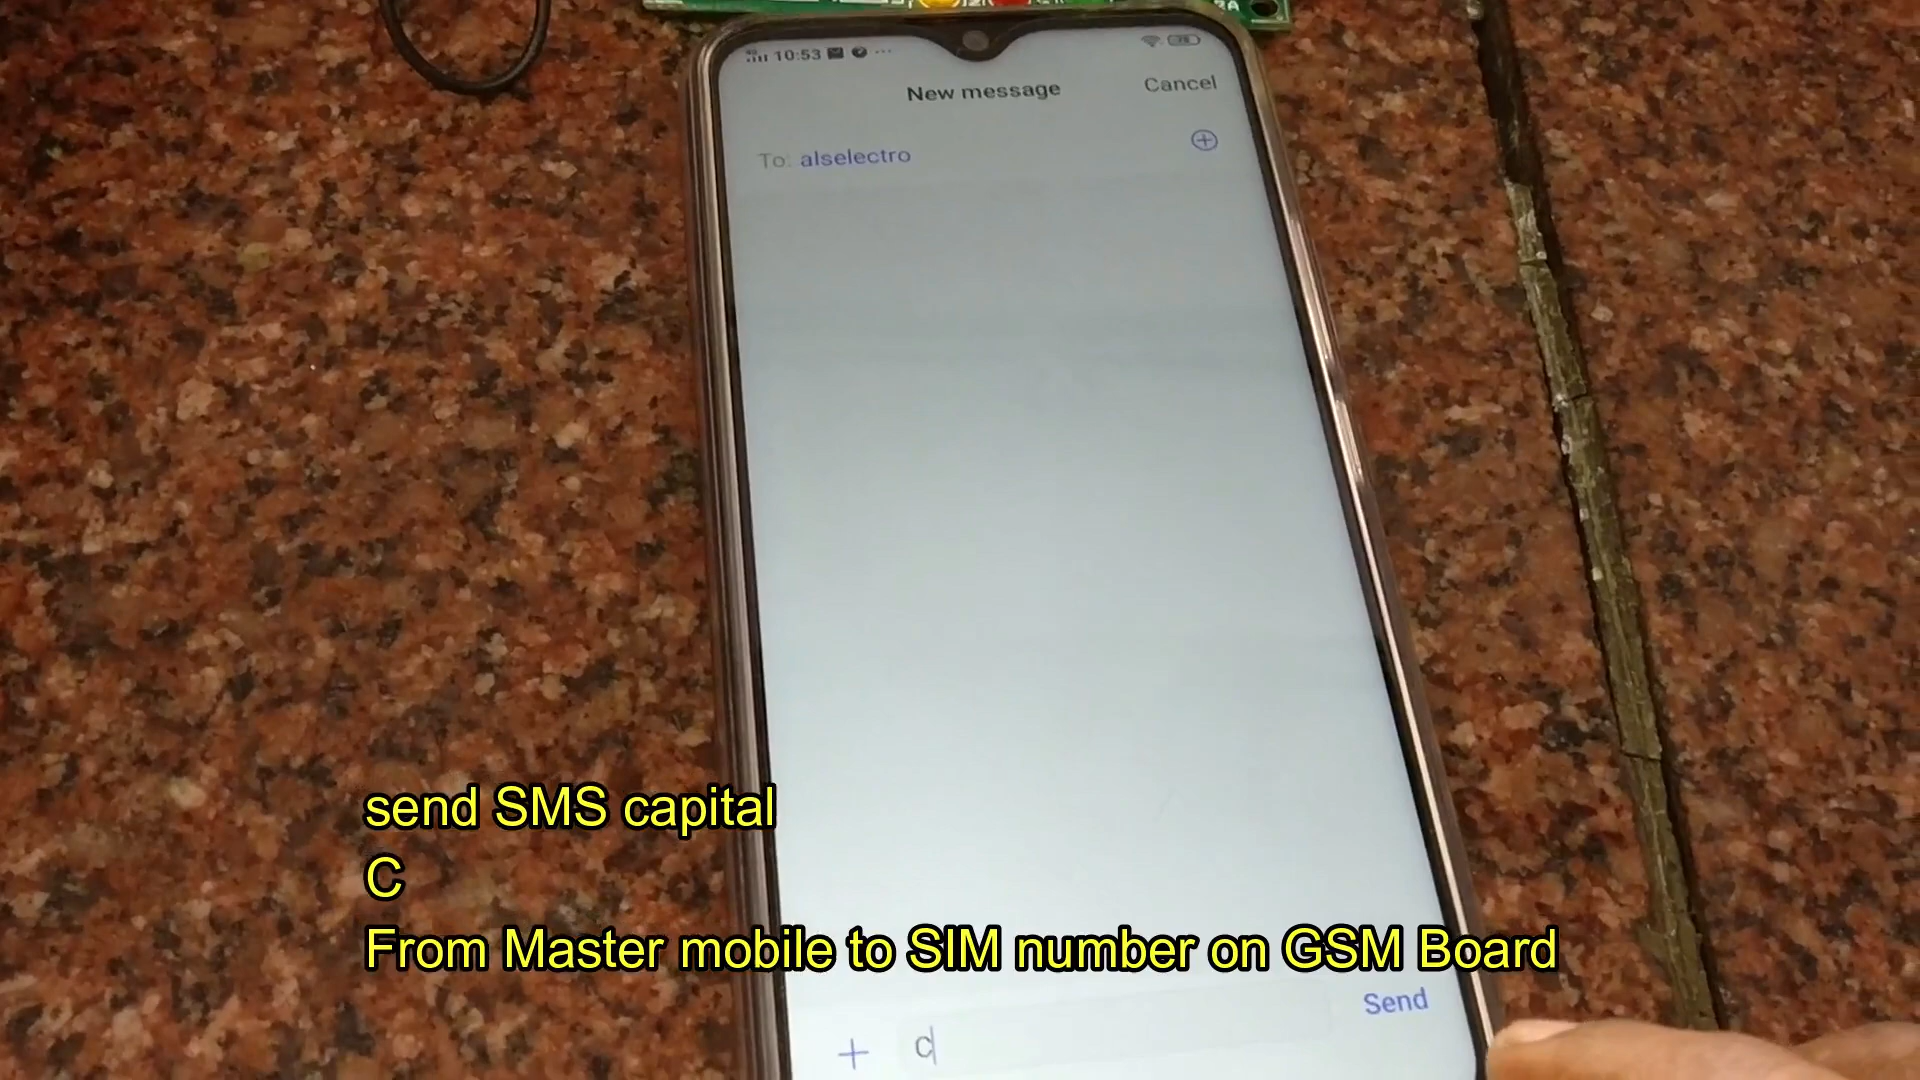 10:53
New message
Cancel
To: alselectro
send SMS capital
C
From Master mobile to SIM number on GSM Board
Send
+ C